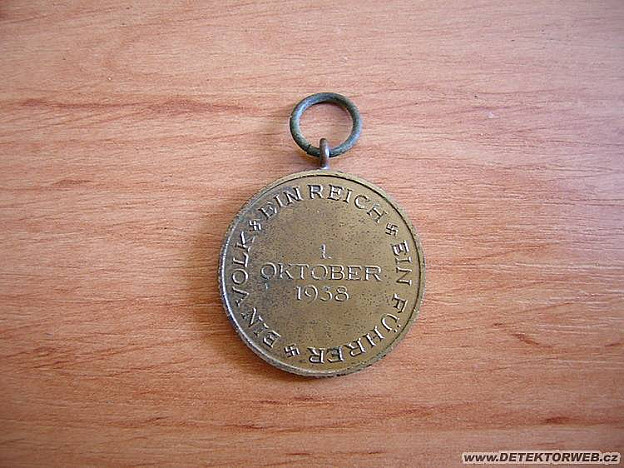 EIN VOLK EIN REICH EIN FÜHRER
1.
OKTOBER
1938
www.DETEKTORWEB.cz